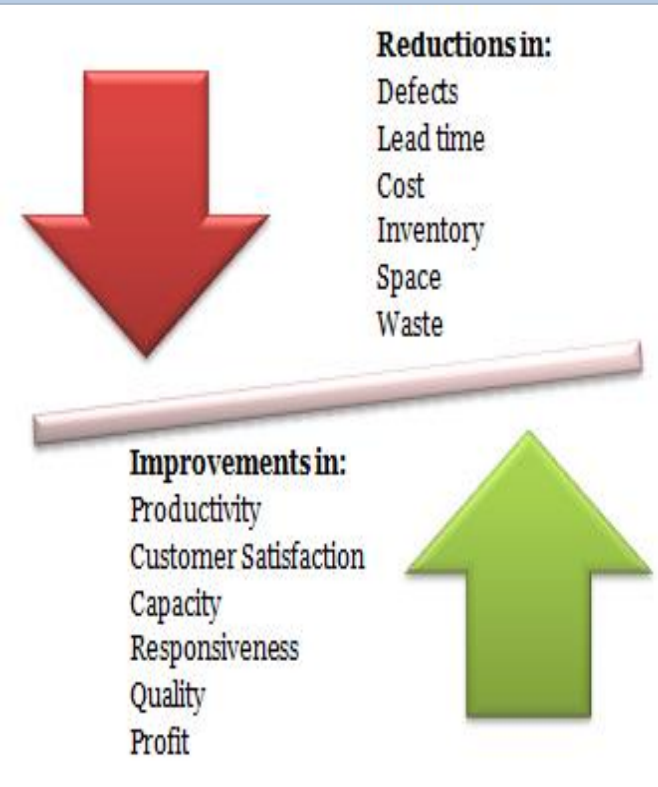 Reductions in:
Defects
Lead time
Cost
Inventory
Space
Waste
Improvements in:
Productivity
Customer Satisfaction
Capacity
Responsiveness
Quality
Profit